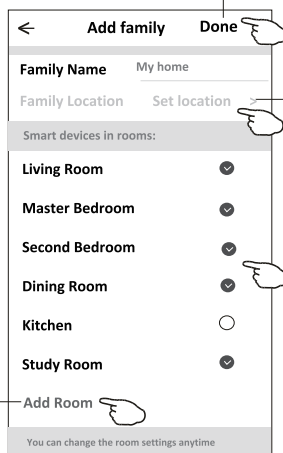 Add family Done
Family Name My home
Family Location Set location >
Smart devices in rooms:
Living Room
Master Bedroom
Second Bedroom
Dining Room
Kitchen
Study Room
Add Room
You can change the room settings anytime